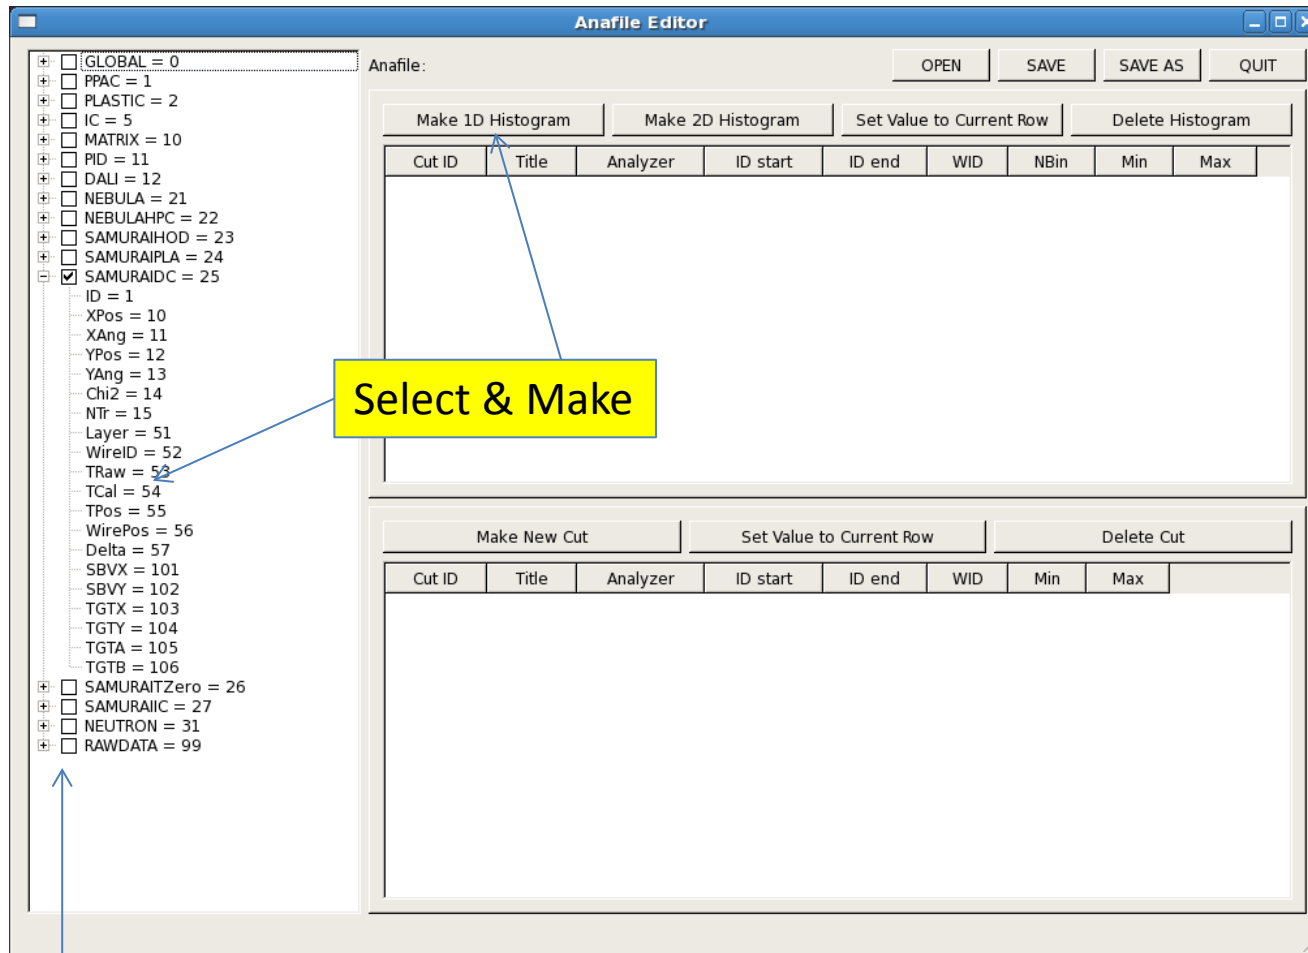 Anafile Editor
GLOBAL = 0
PPAC = 1
PLASTIC = 2
IC = 5
MATRIX = 10
PID = 11
DALI = 12
NEBULA = 21
NEBULAHPC = 22
SAMURAIHOD = 23
SAMURAIPLA = 24
SAMURAIDC = 25
ID = 1
XPos = 10
XAng = 11
YPos = 12
YAng = 13
Chi2 = 14
NTr = 15
Layer = 51
WireID = 52
TRaw = 53
TCal = 54
TPos = 55
WirePos = 56
Delta = 57
SBVX = 101
SBVY = 102
TGTX = 103
TGTY = 104
TGTA = 105
TGTB = 106
SAMURAITZero = 26
SAMURAIIC = 27
NEUTRON = 31
RAWDATA = 99
Anafile: OPEN SAVE SAVE AS QUIT
Make 1D Histogram Make 2D Histogram Set Value to Current Row Delete Histogram
Cut ID Title Analyzer ID start ID end WID NBin Min Max
Select & Make
Make New Cut Set Value to Current Row Delete Cut
Cut ID Title Analyzer ID start ID end WID Min Max